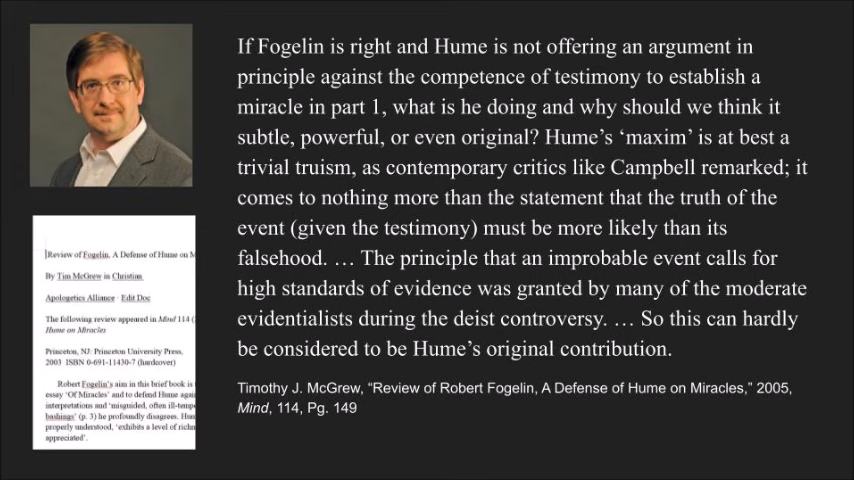 If Fogelin is right and Hume is not offering an argument in
principle against the competence of testimony to establish a
miracle in part 1, what is he doing and why should we think it
subtle, powerful, or even original? Hume's ‘maxim’ is at best a
trivial truism, as contemporary critics like Campbell remarked; it
comes to nothing more than the statement that the truth of the
event (given the testimony) must be more likely than its
falsehood. … The principle that an improbable event calls for
high standards of evidence was granted by many of the moderate
evidentialists during the deist controversy. … So this can hardly
be considered to be Hume's original contribution.
Timothy J. McGrew, “Review of Robert Fogelin, A Defense of Hume on Miracles,” 2005,
Mind, 114, Pg. 149
Review of Fogelin, A Defense of Hume on M
By Tim McGrew in Christian
Apologetics Alliance · Edit Doc
The following review appeared in Mind 114 (
Hume on Miracles
Princeton, NJ: Princeton University Press,
2003 ISBN 0-691-11430-7 (hardcover)
Robert Fogelin's aim in this brief book is
essay ‘Of Miracles’ and to defend Hume agai
interpretations and ‘misguided, often ill-tempe
bashings’ (p. 3) he profoundly disagrees. Hum
properly understood, ‘exhibits a level of richn
appreciated’.